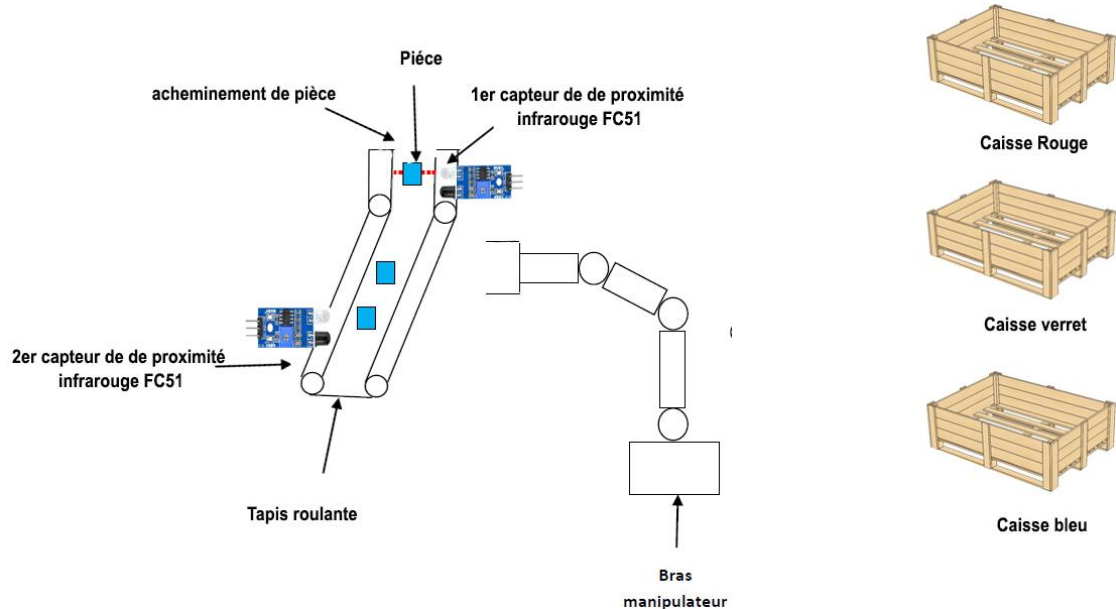 Piéce
acheminement de pièce
1er capteur de de proximité
infrarouge FC51
2er capteur de de proximité
infrarouge FC51
Tapis roulante
Bras
manipulateur
Caisse Rouge
Caisse verret
Caisse bleu